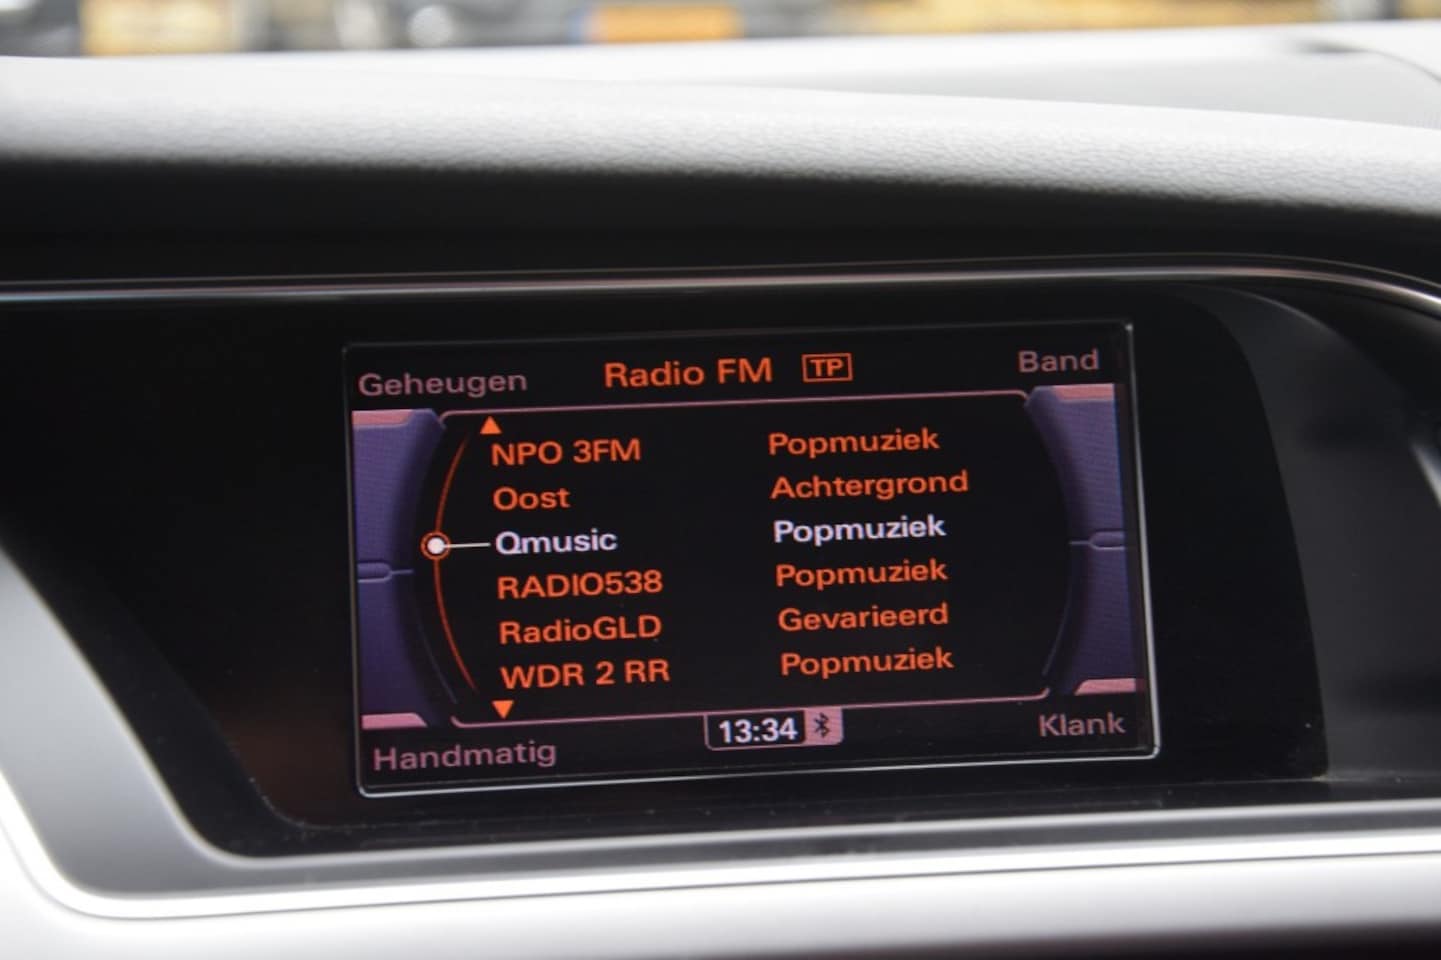 Geheugen Radio FM TP Band
NPO 3FM Popmuziek
Oost Achtergrond
Qmusic Popmuziek
RADIO538 Popmuziek
RadioGLD Gevarieerd
WDR 2 RR Popmuziek
Handmatig 13:34 Klank